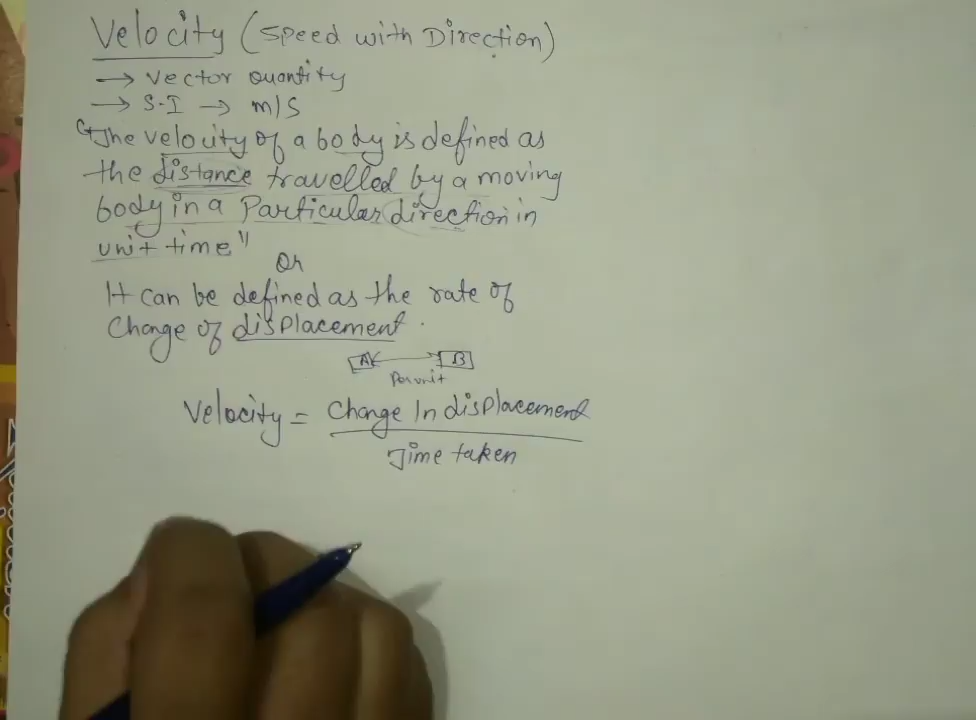 Velocity (Speed with Direction)
→ Vector quantity
→ S.I → m/s
"The velocity of a body is defined as
the distance travelled by a moving
body in a Particular direction in
unit time"
or
It can be defined as the rate of
Change of displacement.
A B
Per unit
Velocity = Change In displacement
Time taken